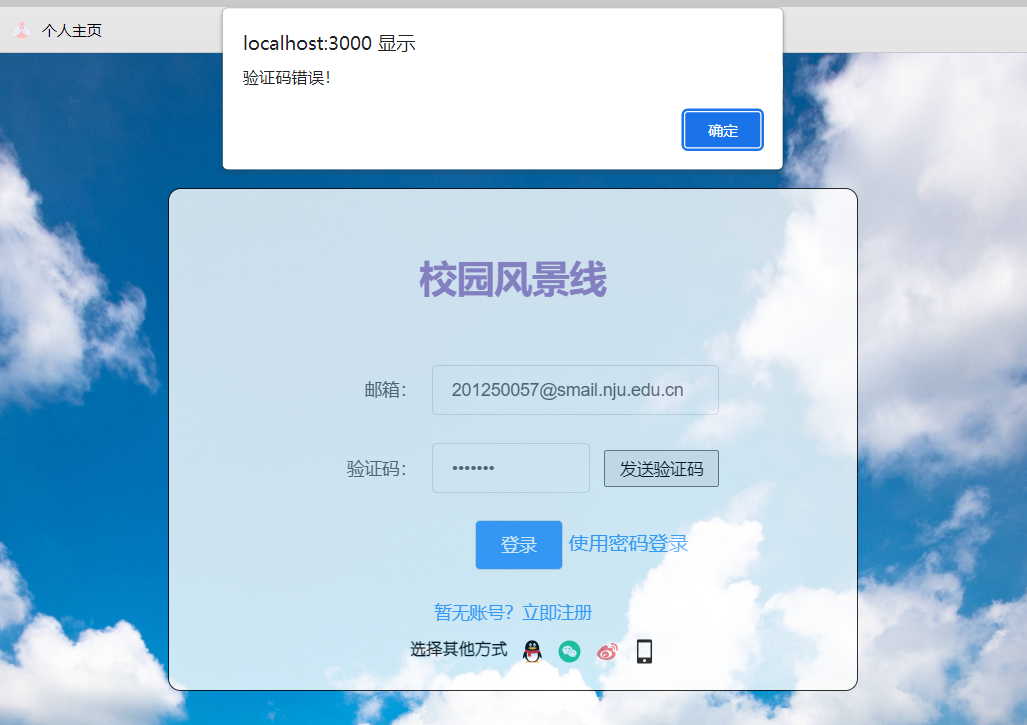 个人主页
localhost:3000 显示
验证码错误！
确定
校园风景线
邮箱： 201250057@smail.nju.edu.cn
验证码： ••••••• 发送验证码
登录 使用密码登录
暂无账号？立即注册
选择其他方式